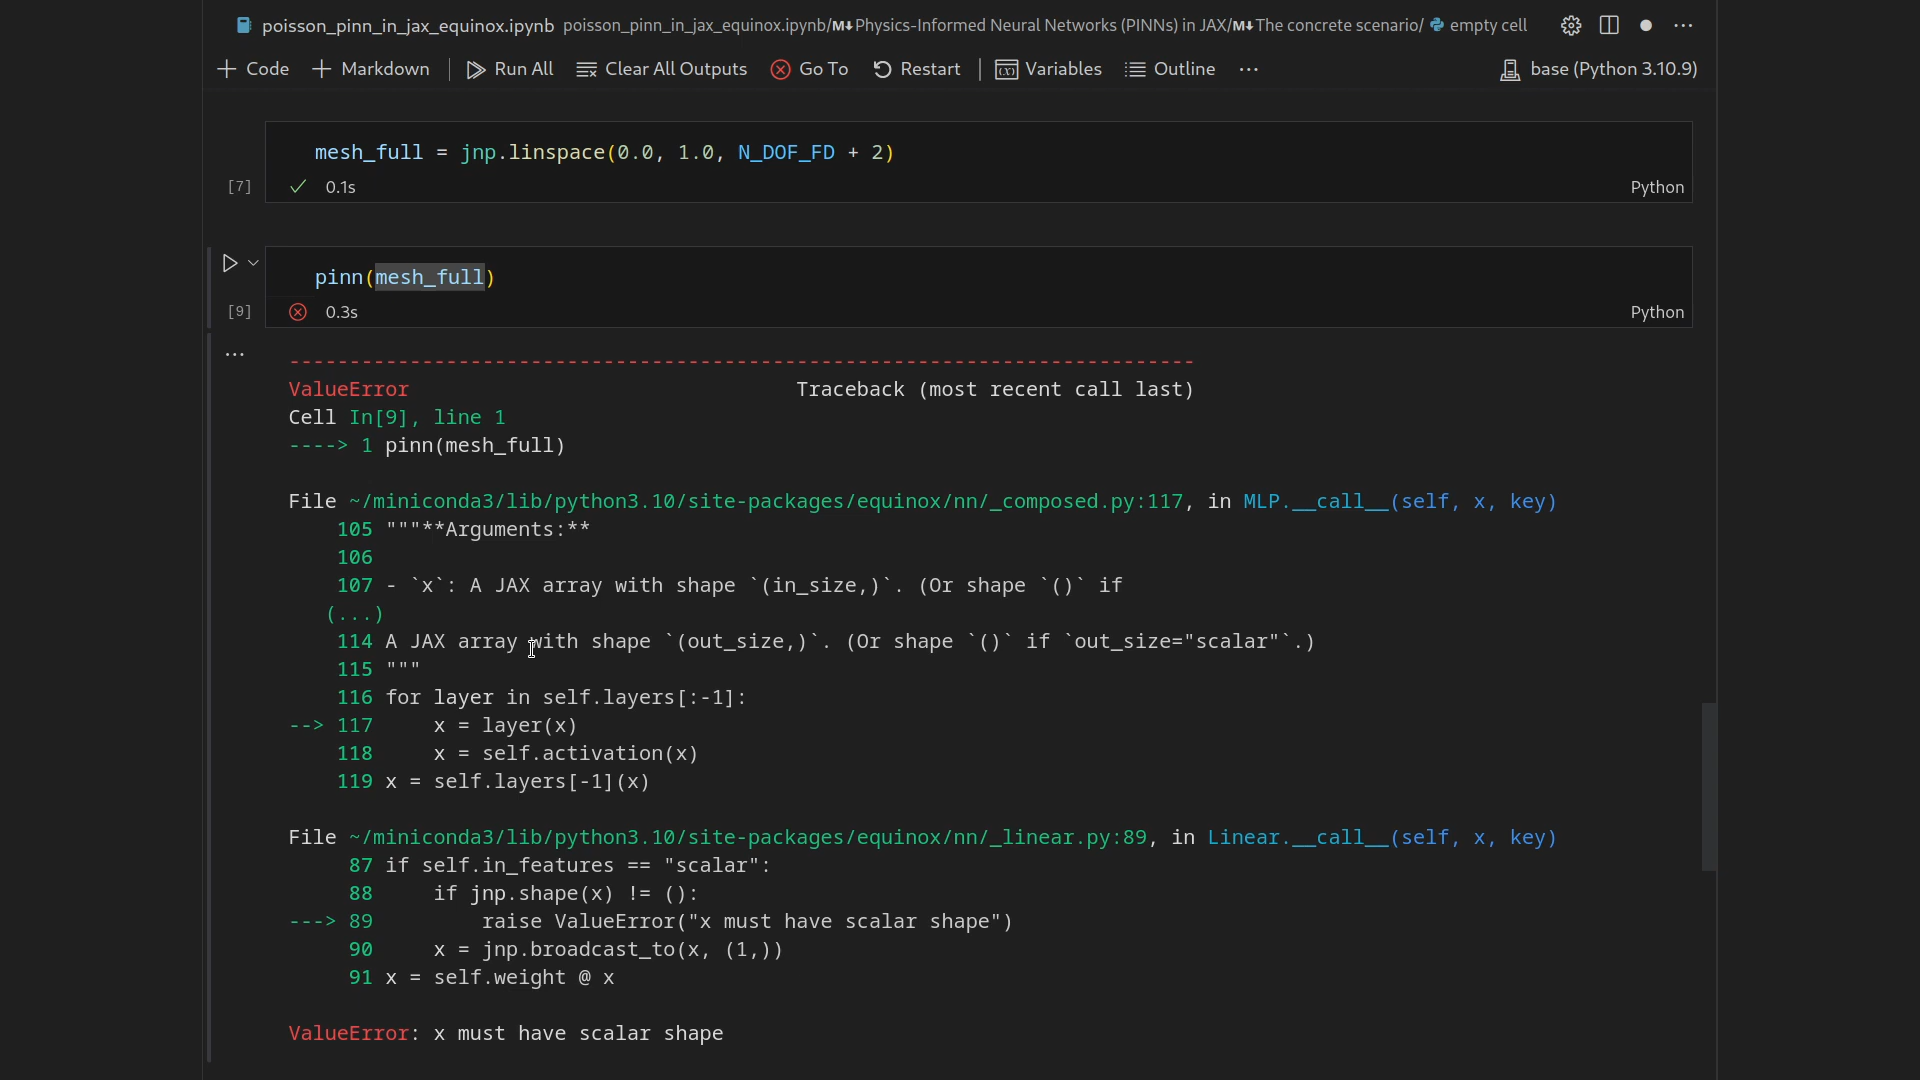 poisson_pinn_in_jax_equinox.ipynb poisson_pinn_in_jax_equinox.ipynb/M↓Physics-Informed Neural Networks (PINNs) in JAX/M↓The concrete scenario/ empty cell
Code Markdown Run All Clear All Outputs Go To Restart Variables Outline ... base (Python 3.10.9)
mesh_full = jnp.linspace(0.0, 1.0, N_DOF_FD + 2)
[7] 0.1s Python
pinn(mesh_full)
[9] 0.3s Python
...
---------------------------------------------------------------------------
ValueError Traceback (most recent call last)
Cell In[9], line 1
----> 1 pinn(mesh_full)
File ~/miniconda3/lib/python3.10/site-packages/equinox/nn/_composed.py:117, in MLP.__call__(self, x, key)
105 """**Arguments:**
106
107 - `x`: A JAX array with shape `(in_size,)`. (Or shape `()` if
(...)
114 A JAX array with shape `(out_size,)`. (Or shape `()` if `out_size="scalar"`.)
115 """
116 for layer in self.layers[:-1]:
--> 117 x = layer(x)
118 x = self.activation(x)
119 x = self.layers[-1](x)
File ~/miniconda3/lib/python3.10/site-packages/equinox/nn/_linear.py:89, in Linear.__call__(self, x, key)
87 if self.in_features == "scalar":
88 if jnp.shape(x) != ():
---> 89 raise ValueError("x must have scalar shape")
90 x = jnp.broadcast_to(x, (1,))
91 x = self.weight @ x
ValueError: x must have scalar shape